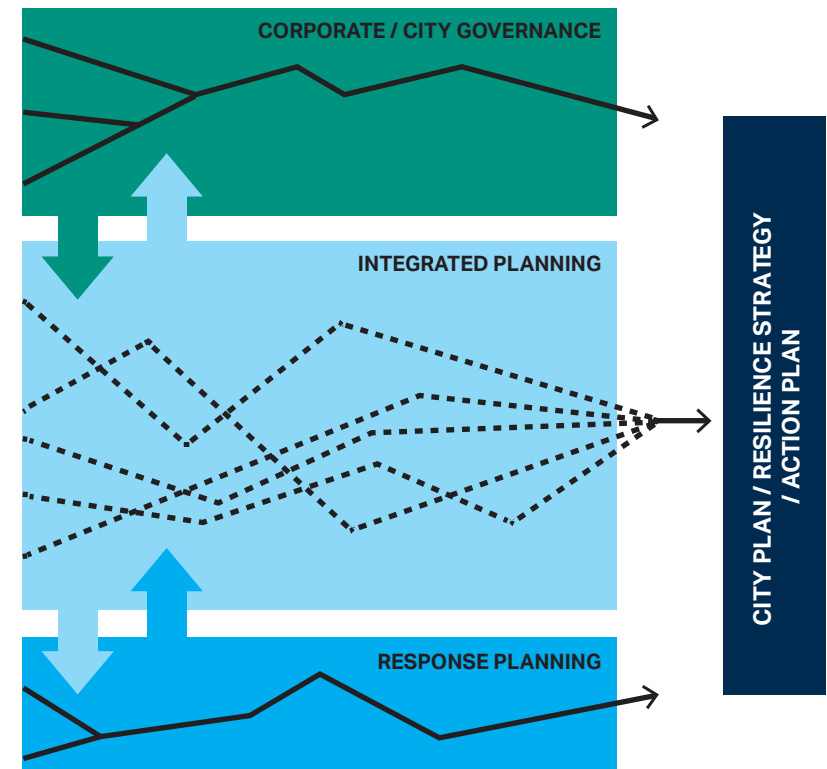 CORPORATE / CITY GOVERNANCE
INTEGRATED PLANNING
RESPONSE PLANNING
CITY PLAN / RESILIENCE STRATEGY
/ ACTION PLAN